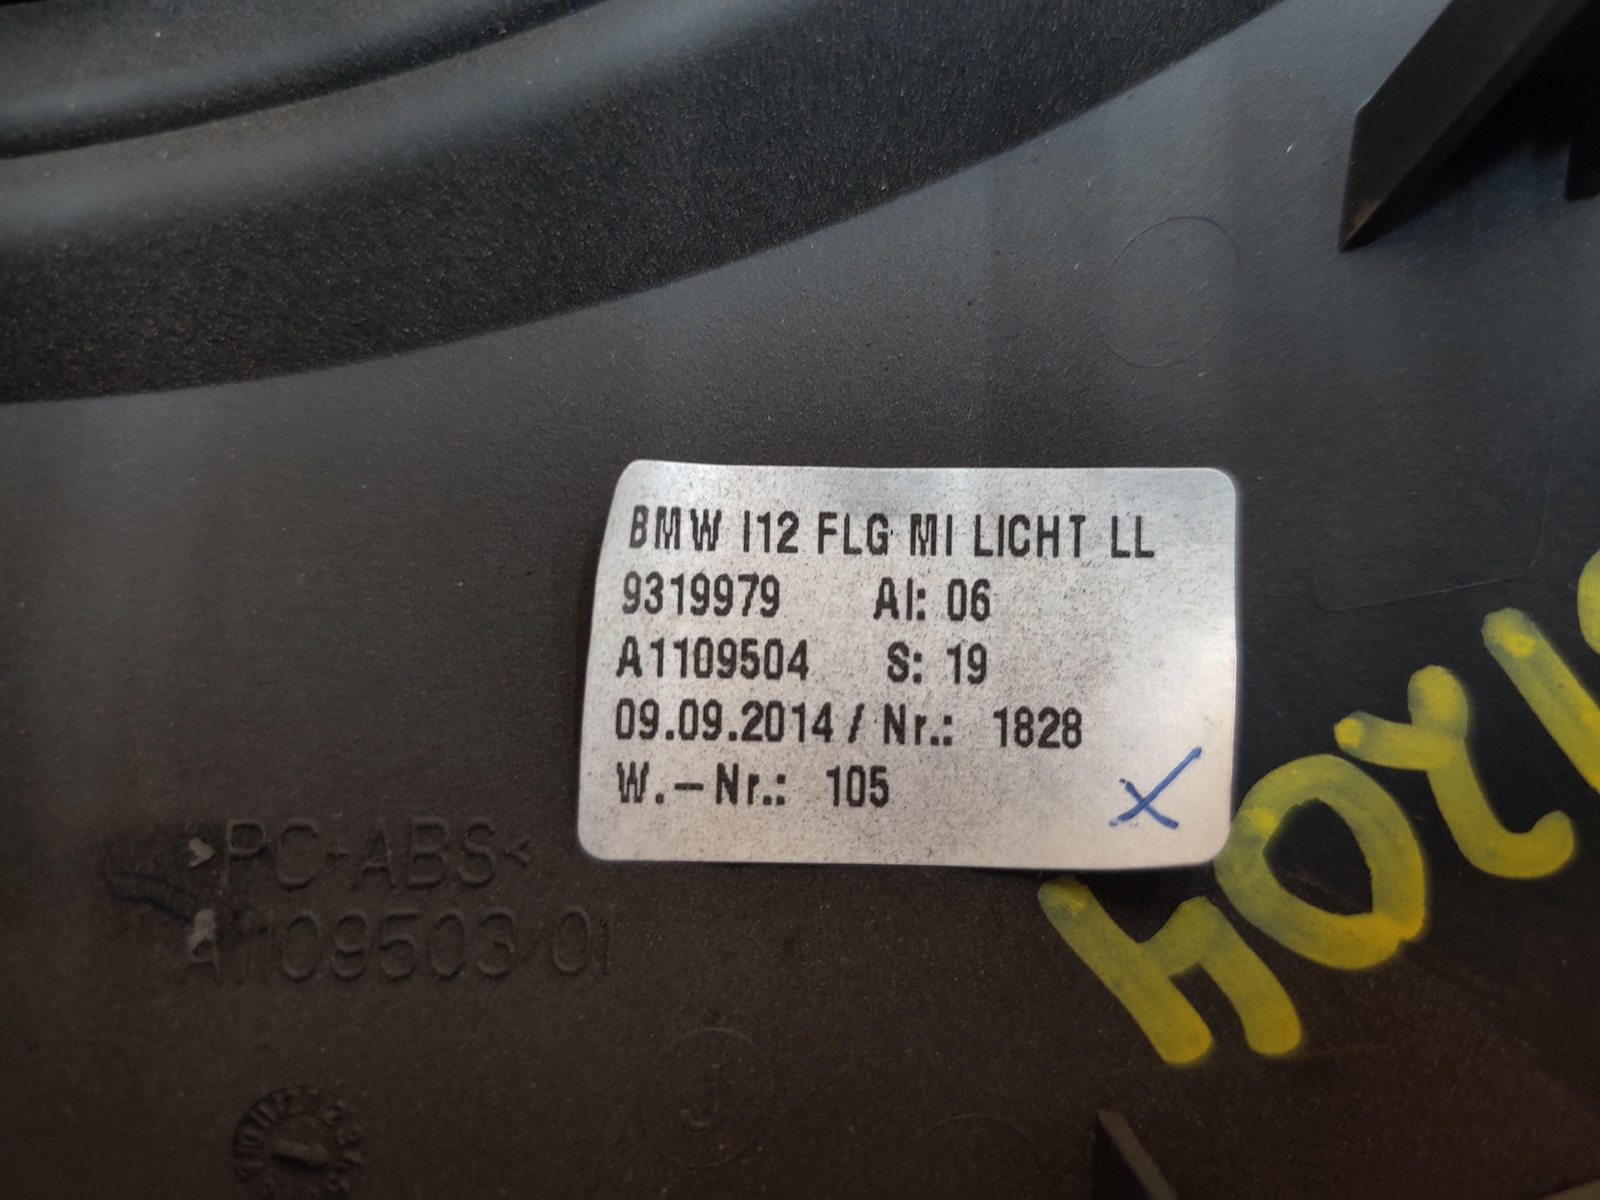 BMW I12 FLG MI LICHT LL
9319979 AI: 06
A1109504 S: 19
09.09.2014 / Nr.: 1828
W.-Nr.: 105
>PC+ABS<
A1109503/01
J